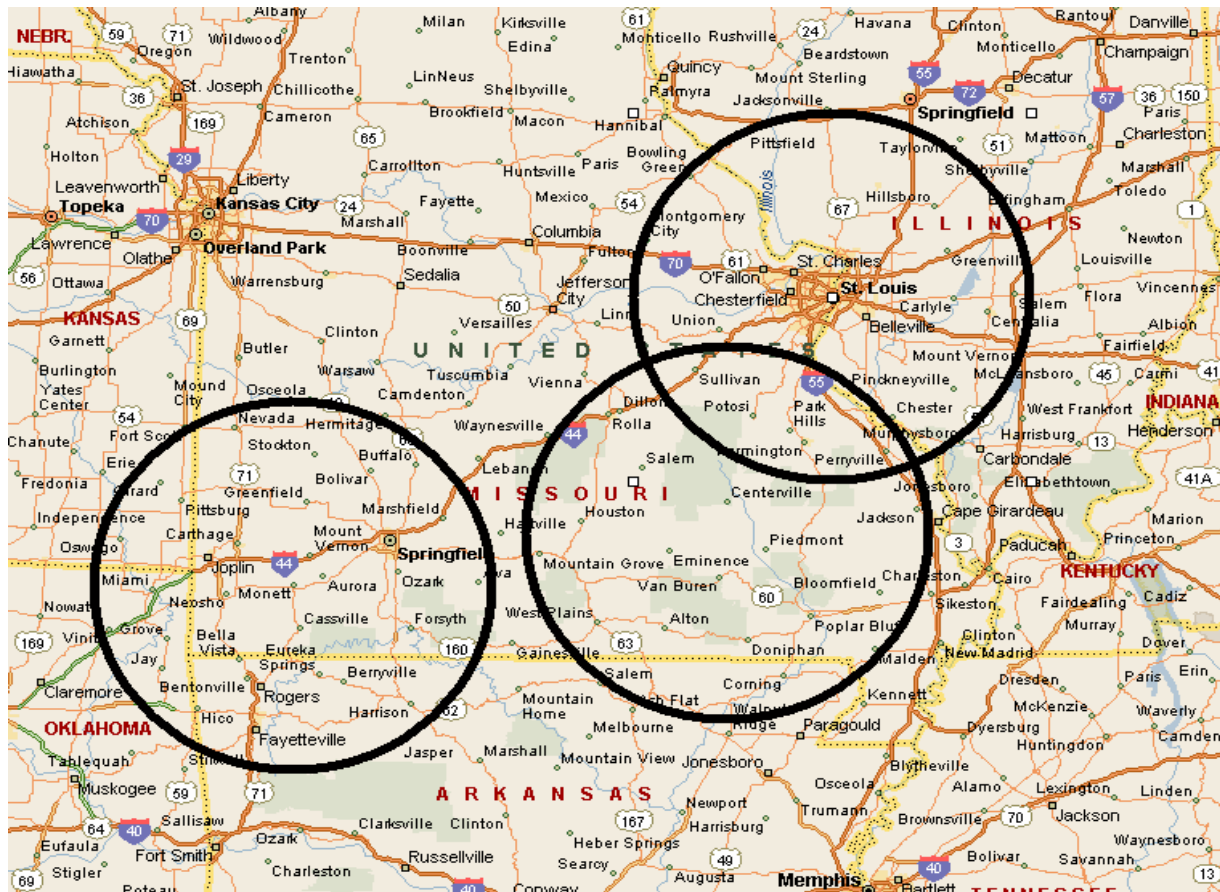 Albany Milan Kirksville 61 Rushville Havana Clinton Rantoul Danville
NEBR. 59 71 Wildwood Edina Monticello 24 Beardstown Monticello Champaign
Oregon Trenton
Hiawatha St. Joseph Chillicothe LinNeus Shelbyville Quincy Mount Sterling 55 72 Decatur 57 36 150
36 Palmyra Jacksonville
Atchison 169 Cameron Brookfield Macon Hannibal Springfield Paris
65 Pittsfield Taylorville 51 Mattoon Charleston
Holton 29 Carrollton Paris Bowling Green Shelbyville Marshall
Leavenworth Liberty Huntsville Illinois Toledo
Topeka 70 Kansas City 24 Fayette Mexico 54 Montgomery City 67 Hillsboro Effingham 1
Marshall ILLINOIS
Lawrence Overland Park Boonville Columbia Newton
Olathe Fulton 70 61 St. Charles Greenville Louisville
56 Ottawa Warrensburg Sedalia Jefferson City O'Fallon St. Louis Vincennes
50 Chesterfield Carlyle Salem Flora
KANSAS 69 Versailles Linn Union Belleville Centralia Albion
Garnett Clinton UNITED STATES Mount Vernon Fairfield
Burlington Butler Warsaw Tuscumbia Vienna Sullivan 55 Pinckneyville McLeansboro 45 Carmi 41
Yates Center Mound City Osceola Camdenton Dillon Potosi Park Hills Chester West Frankfort INDIANA
54 Nevada Hermitage Waynesville Rolla Murphysboro Harrisburg Henderson
Chanute Fort Scott Stockton 44 13
Erie 71 Buffalo Lebanon Salem Farmington Perryville Carbondale
Fredonia Girard Greenfield Bolivar MISSOURI Centerville Jonesboro Elizabethtown 41A
Independence Pittsburg Marshfield Hartville Houston Jackson Cape Girardeau Marion
Oswego Carthage Mount Vernon Springfield Piedmont 3 Paducah Princeton
Joplin 44 Mount Grove Eminence
Miami Aurora Ozark Mountain Grove Van Buren Bloomfield Charleston Cairo KENTUCKY
Nowata Neosho Monett 60 Sikeston Fairdealing Cadiz
169 Vinita Grove Cassville Forsyth West Plains Alton Poplar Bluff Murray
Bella Vista Eureka Springs 160 Gainesville 63 Doniphan Clinton New Madrid Dover
Jay Berryville Salem Malden Dresden Paris Erin
Claremore Bentonville Rogers Mountain Home Corning Kennett McKenzie Waverly
Hico Harrison 62 Ash Flat Walnut Ridge
OKLAHOMA Fayetteville Melbourne Paragould Dyersburg Huntingdon Camden
Tahlequah Stilwell Jasper Marshall Mountain View Jonesboro Blytheville
Muskogee 59 71 ARKANSAS Osceola Alamo Lexington Linden
Sallisaw Newport Trumann Brownsville 70 Jackson
64 40 Ozark Clarksville Clinton 167 Harrisburg Waynesboro
Eufaula Fort Smith Russellville Heber Springs 49 Bolivar Savannah
69 Stigler Charleston Searcy Augusta Memphis 40 13
Poteau 40 Conway Bartlett TENNESSEE